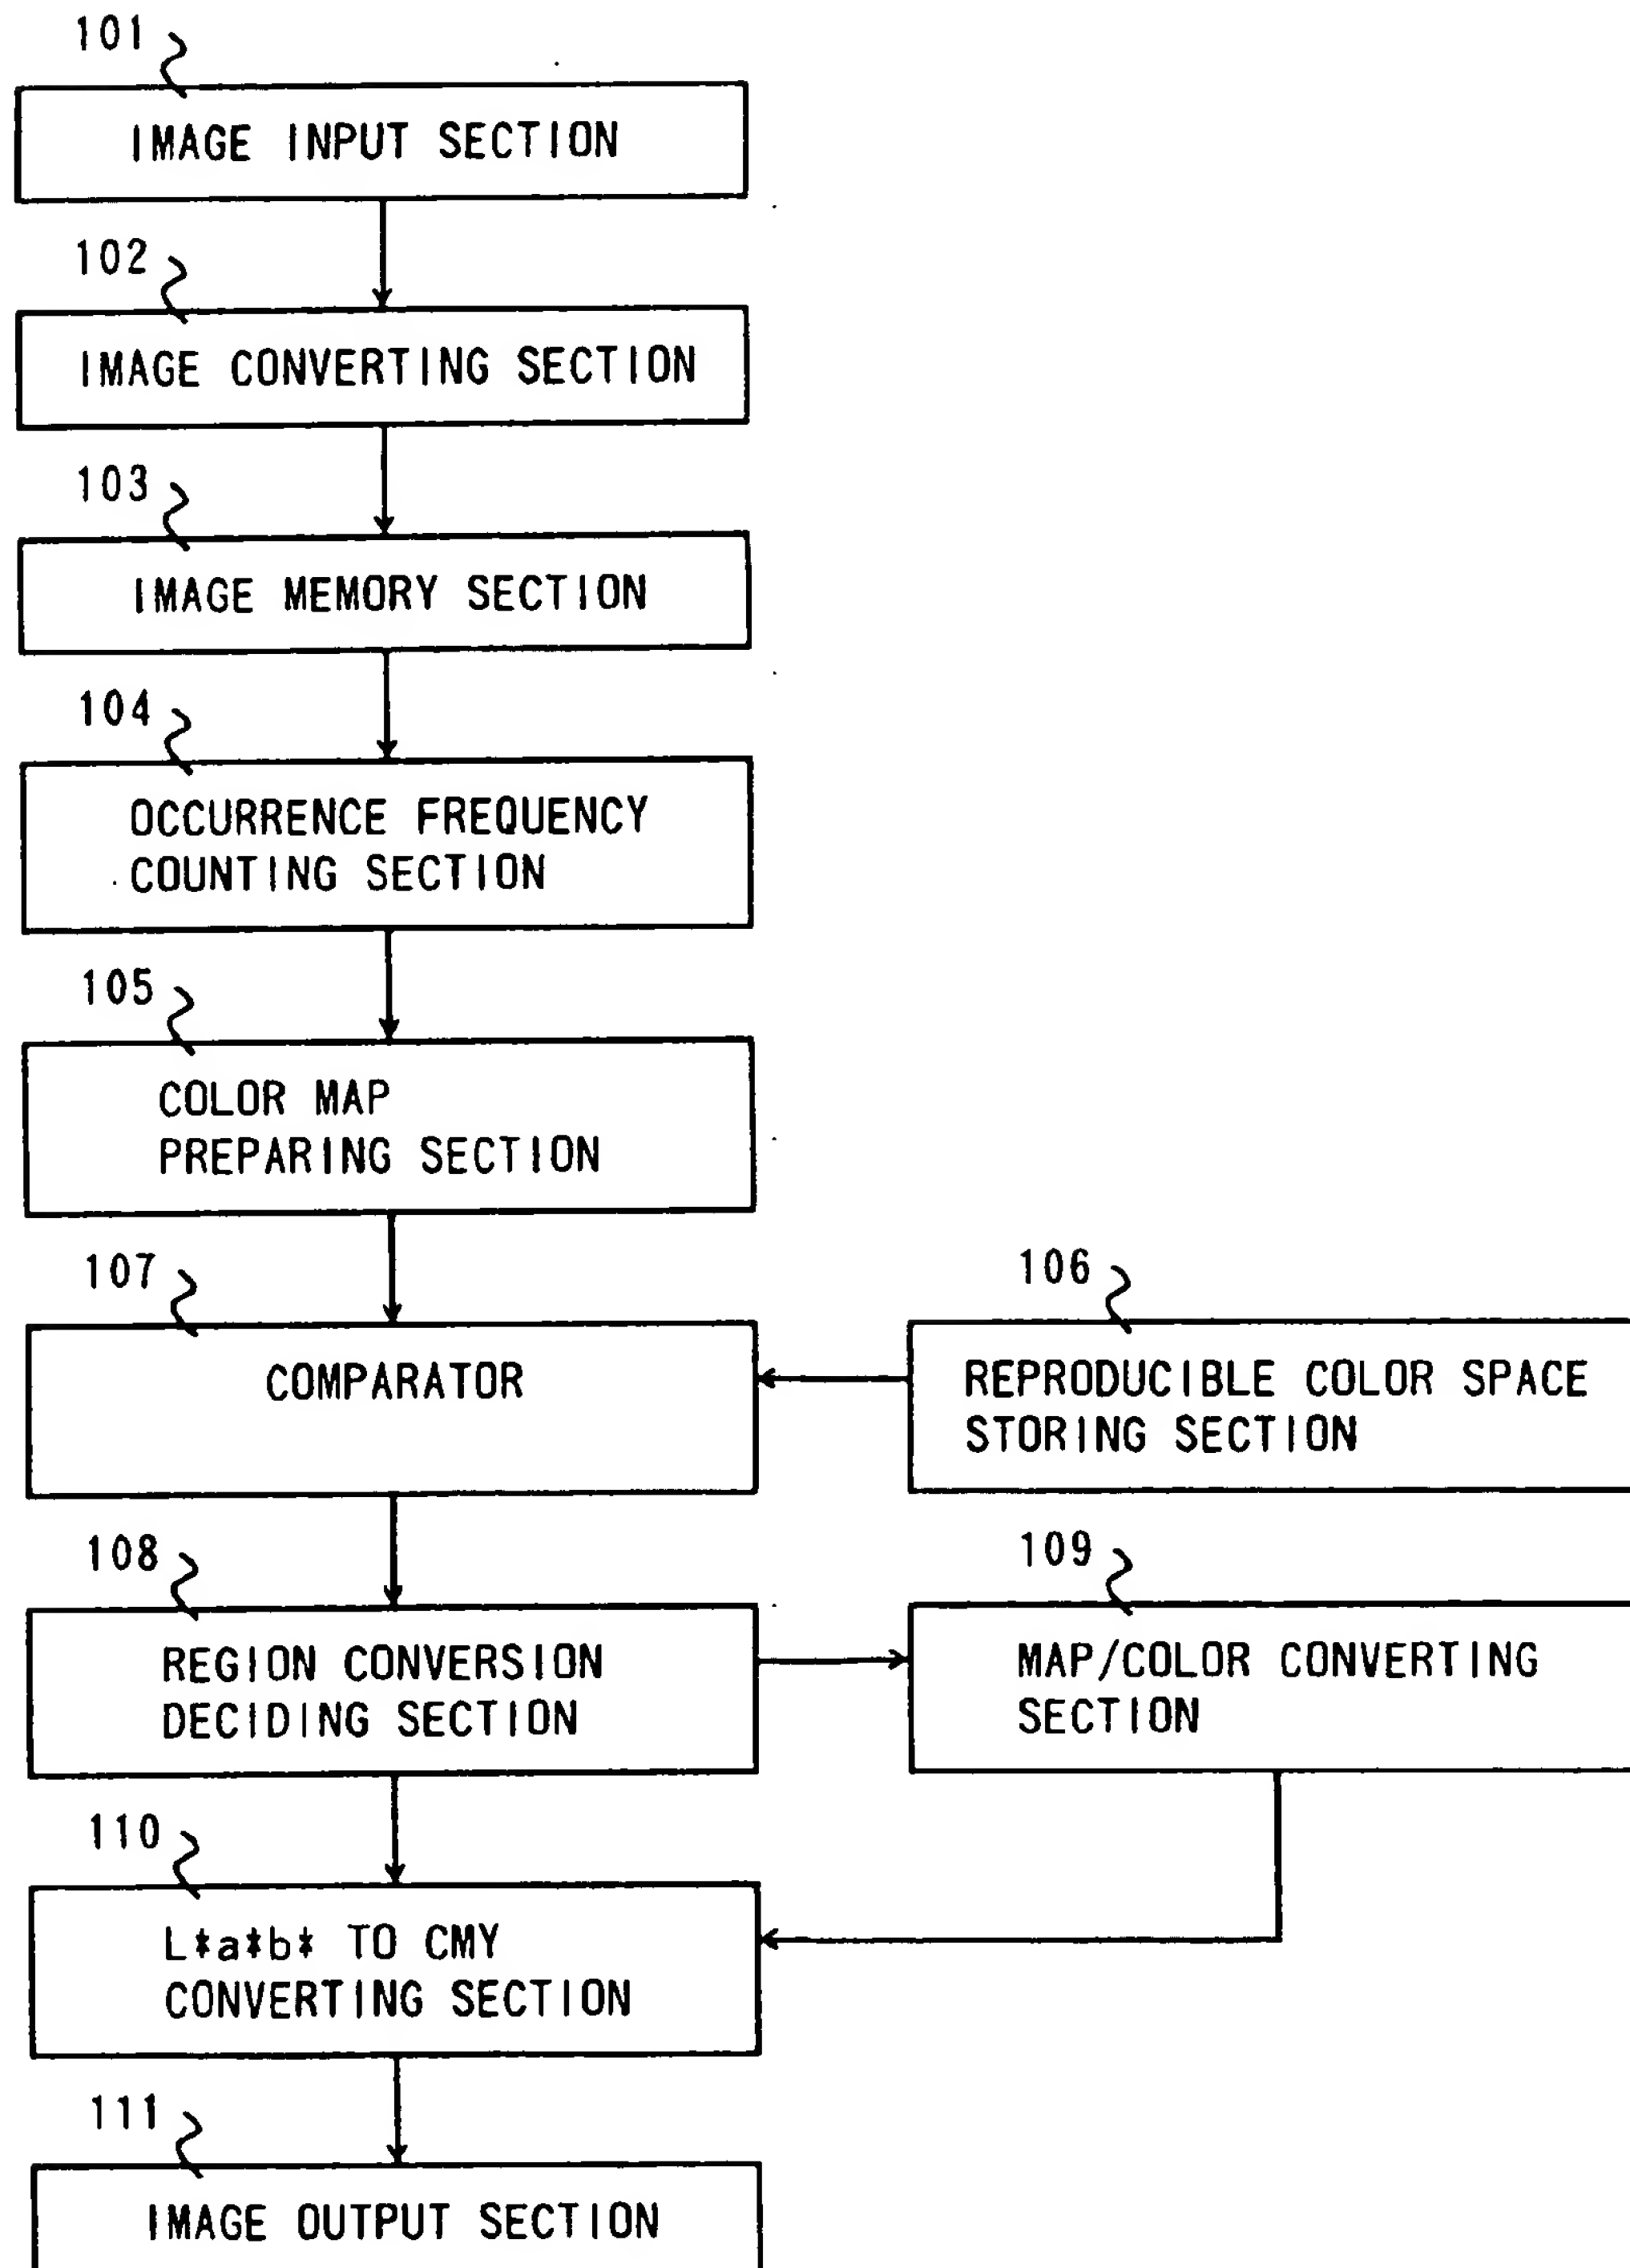 101
IMAGE INPUT SECTION
102
IMAGE CONVERTING SECTION
103
IMAGE MEMORY SECTION
104
OCCURRENCE FREQUENCY
COUNTING SECTION
105
COLOR MAP
PREPARING SECTION
107
COMPARATOR
106
REPRODUCIBLE COLOR SPACE
STORING SECTION
108
REGION CONVERSION
DECIDING SECTION
109
MAP/COLOR CONVERTING
SECTION
110
L*a*b* TO CMY
CONVERTING SECTION
111
IMAGE OUTPUT SECTION